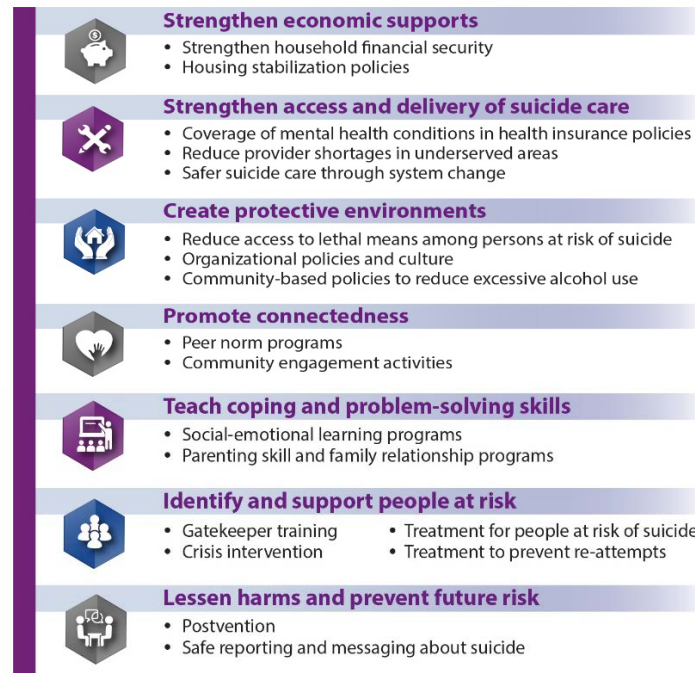 Strengthen economic supports
• Strengthen household financial security
• Housing stabilization policies
Strengthen access and delivery of suicide care
• Coverage of mental health conditions in health insurance policies
• Reduce provider shortages in underserved areas
• Safer suicide care through system change
Create protective environments
• Reduce access to lethal means among persons at risk of suicide
• Organizational policies and culture
• Community-based policies to reduce excessive alcohol use
Promote connectedness
• Peer norm programs
• Community engagement activities
Teach coping and problem-solving skills
• Social-emotional learning programs
• Parenting skill and family relationship programs
Identify and support people at risk
• Gatekeeper training • Treatment for people at risk of suicide
• Crisis intervention • Treatment to prevent re-attempts
Lessen harms and prevent future risk
• Postvention
• Safe reporting and messaging about suicide